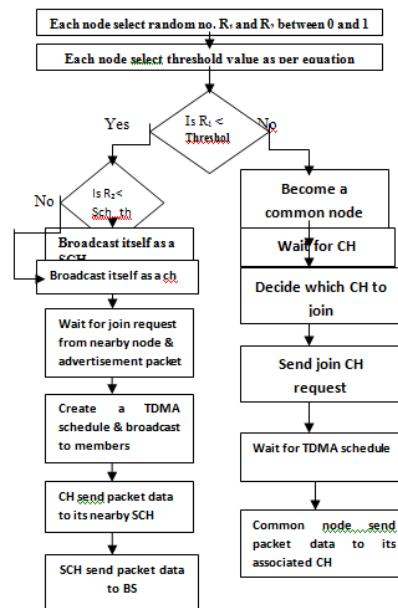 Each node select random no. R₁ and R₂ between 0 and 1
Each node select threshold value as per equation
Is R₁ <
Threshol
Yes
No
Is R₂<
Sch_th
No
Broadcast itself as a
SCH
Broadcast itself as a ch
Wait for join request
from nearby node &
advertisement packet
Create a TDMA
schedule & broadcast
to members
CH send packet data
to its nearby SCH
SCH send packet data
to BS
Become a
common node
Wait for CH
Decide which CH to
join
Send join CH
request
Wait for TDMA schedule
Common node send
packet data to its
associated CH